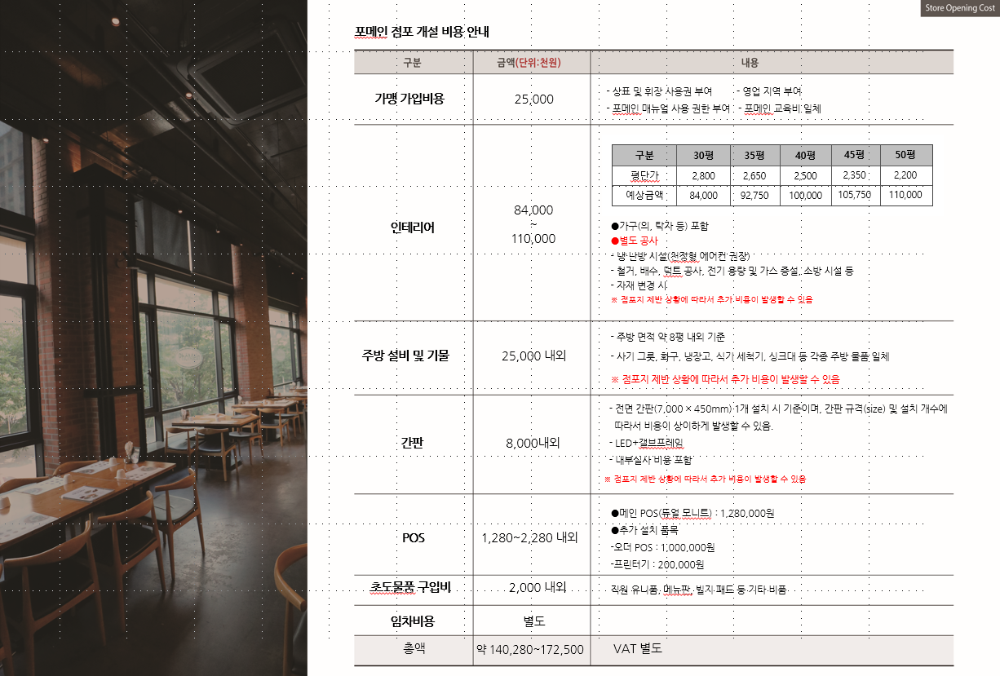 Store Opening Cost
포메인 점포 개설 비용 안내
구분 금액(단위:천원) 내용
가맹 가입비용 25,000
- 상표 및 휘장 사용권 부여 - 영업 지역 부여
- 포메인 매뉴얼 사용 권한 부여 - 포메인 교육비 일체
인테리어
84,000
~
110,000
구분 30평 35평 40평 45평 50평
평단가 2,800 2,650 2,500 2,350 2,200
예상금액 84,000 92,750 100,000 105,750 110,000
●가구(의, 탁자 등) 포함
●별도 공사
- 냉·난방 시설(천정형 에어컨 권장)
- 철거, 배수, 덕트 공사, 전기 용량 및 가스 증설, 소방 시설 등
- 자재 변경 시
※ 점포지 제반 상황에 따라서 추가 비용이 발생할 수 있음
주방 설비 및 기물 25,000 내외
- 주방 면적 약 8평 내외 기준
- 사기 그릇, 화구, 냉장고, 식기 세척기, 싱크대 등 각종 주방 물품 일체
※ 점포지 제반 상황에 따라서 추가 비용이 발생할 수 있음
간판 8,000내외
- 전면 간판(7,000 × 450mm) 1개 설치 시 기준이며, 간판 규격(size) 및 설치 개수에
따라서 비용이 상이하게 발생할 수 있음.
- LED+갤브프레임
- 내부실사 비용 포함
※ 점포지 제반 상황에 따라서 추가 비용이 발생할 수 있음
POS 1,280~2,280 내외
●메인 POS(듀얼 모니트) : 1,280,000원
●추가 설치 품목
-오더 POS : 1,000,000원
-프린터기 : 200,000원
초도물품 구입비 2,000 내외 직원 유니폼, 메뉴판, 빌지 패드 등 기타 비품
임차비용 별도
총액 약 140,280~172,500 VAT 별도